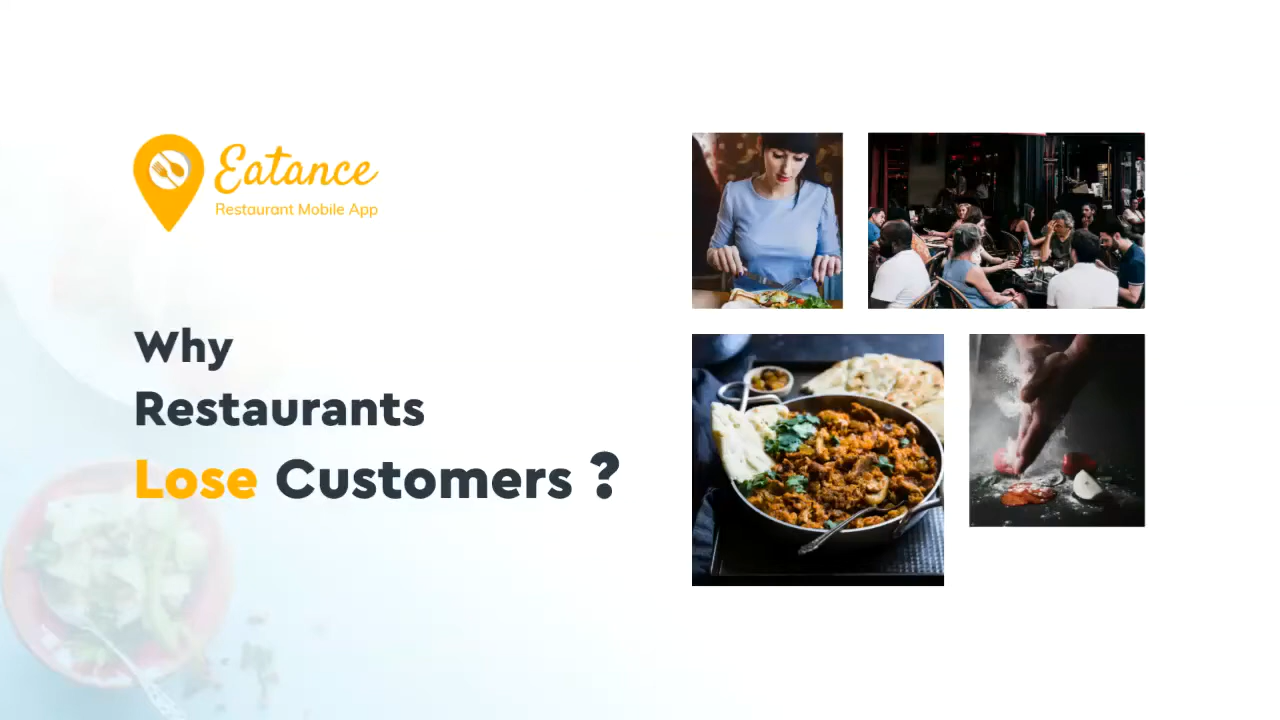 Eatance
Restaurant Mobile App
Why
Restaurants
Lose Customers ?